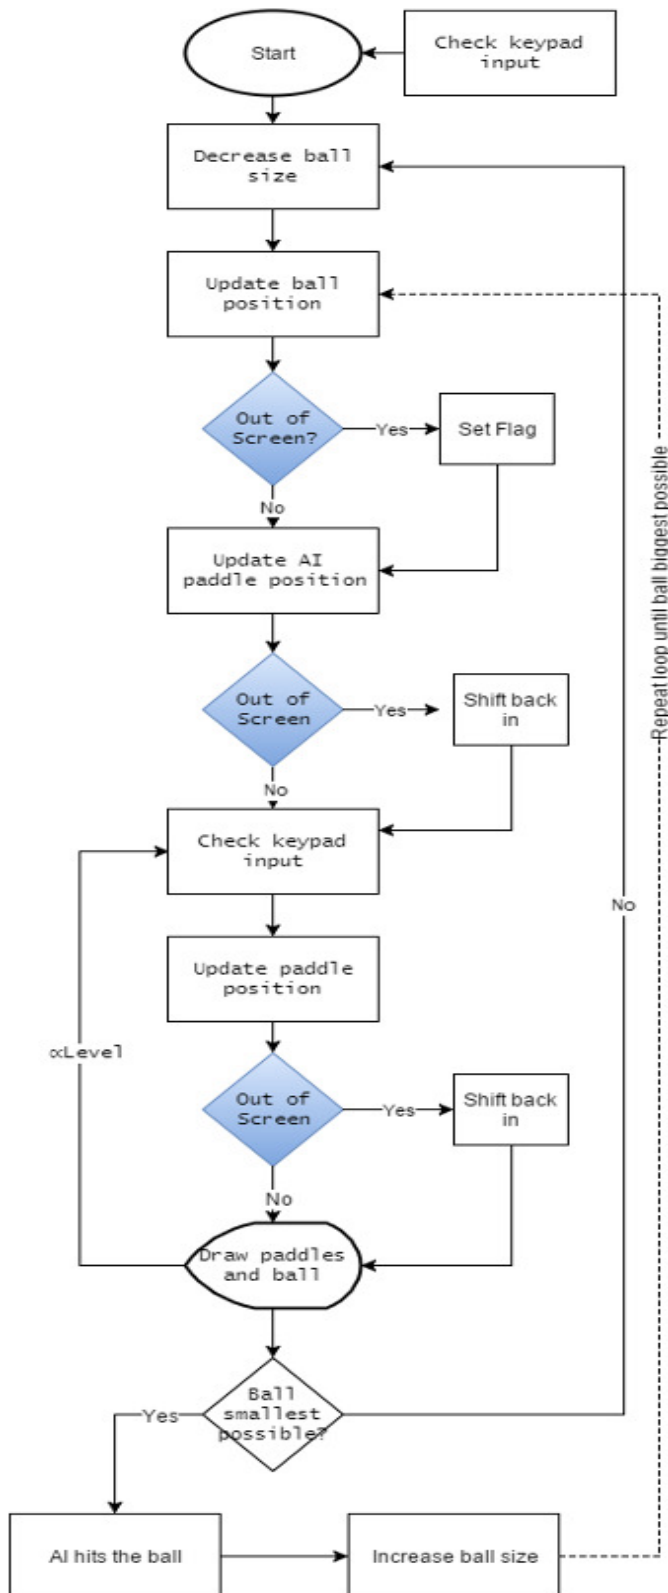 Start
Check keypad
input
Decrease ball
size
Update ball
position
Out of
Screen?
Yes
Set Flag
No
Update AI
paddle position
Out of
Screen
Yes
Shift back
in
No
Check keypad
input
Update paddle
position
∝Level
Out of
Screen
Yes
Shift back
in
No
Draw paddles
and ball
Ball
smallest
possible?
Yes
No
Repeat loop until ball biggest possible
AI hits the ball
Increase ball size